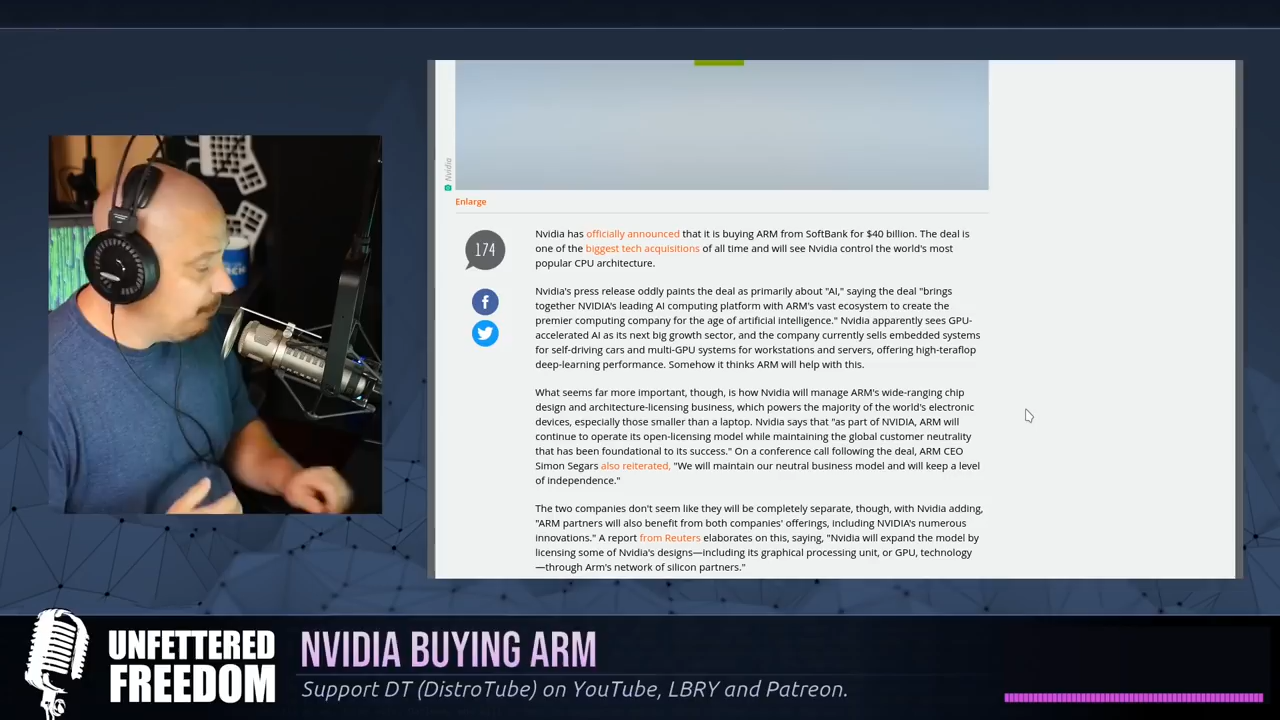 Nvidia
Enlarge
174
Nvidia has officially announced that it is buying ARM from SoftBank for $40 billion. The deal is
one of the biggest tech acquisitions of all time and will see Nvidia control the world's most
popular CPU architecture.
Nvidia's press release oddly paints the deal as primarily about "AI," saying the deal "brings
together NVIDIA's leading AI computing platform with ARM's vast ecosystem to create the
premier computing company for the age of artificial intelligence." Nvidia apparently sees GPU-
accelerated AI as its next big growth sector, and the company currently sells embedded systems
for self-driving cars and multi-GPU systems for workstations and servers, offering high-teraflop
deep-learning performance. Somehow it thinks ARM will help with this.
What seems far more important, though, is how Nvidia will manage ARM's wide-ranging chip
design and architecture-licensing business, which powers the majority of the world's electronic
devices, especially those smaller than a laptop. Nvidia says that "as part of NVIDIA, ARM will
continue to operate its open-licensing model while maintaining the global customer neutrality
that has been foundational to its success." On a conference call following the deal, ARM CEO
Simon Segars also reiterated, "We will maintain our neutral business model and will keep a level
of independence."
The two companies don't seem like they will be completely separate, though, with Nvidia adding,
"ARM partners will also benefit from both companies' offerings, including NVIDIA's numerous
innovations." A report from Reuters elaborates on this, saying, "Nvidia will expand the model by
licensing some of Nvidia's designs—including its graphical processing unit, or GPU, technology
—through Arm's network of silicon partners."
UNFETTERED
FREEDOM
NVIDIA BUYING ARM
Support DT (DistroTube) on YouTube, LBRY and Patreon.